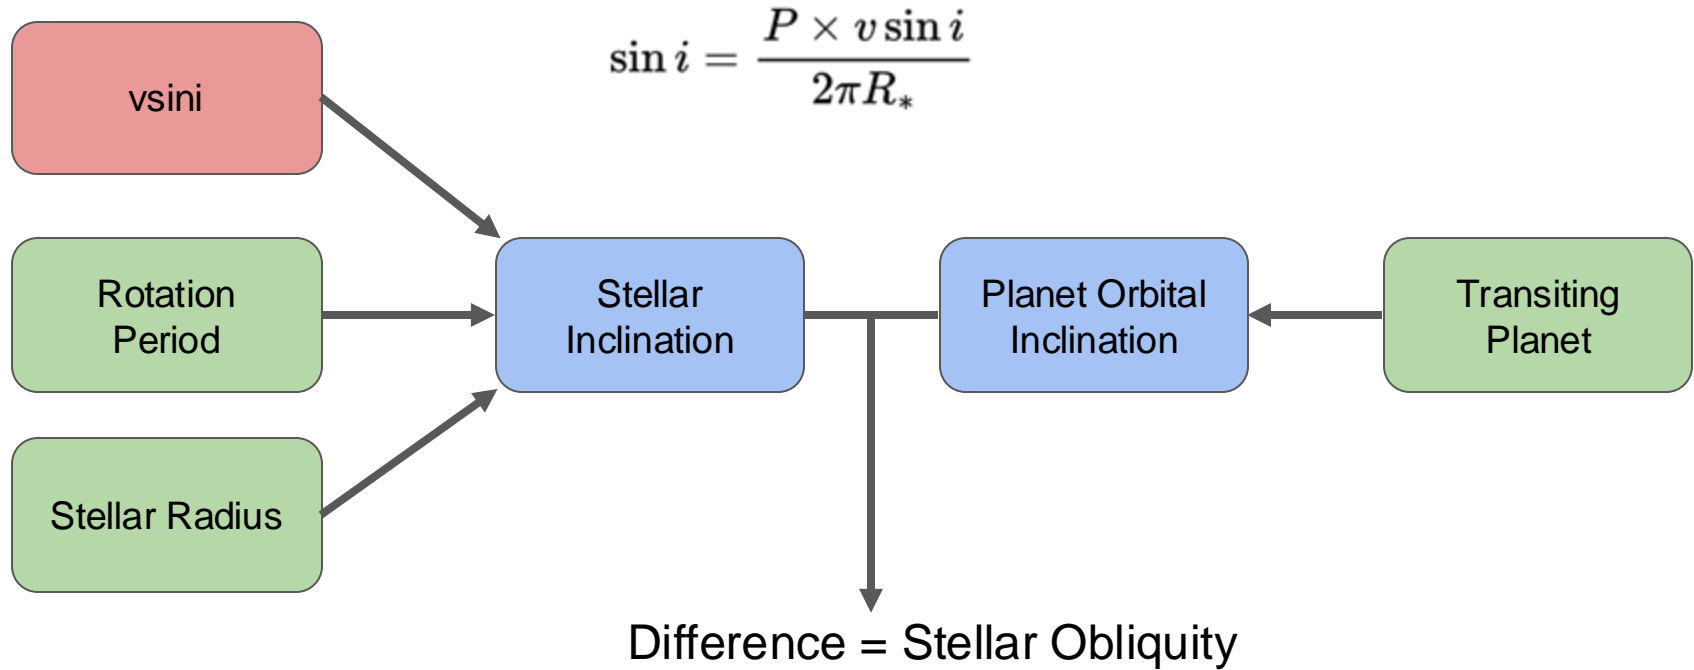 sin i = P × v sin i / 2πR*
vsini
Rotation
Period
Stellar Radius
Stellar
Inclination
Planet Orbital
Inclination
Transiting
Planet
Difference = Stellar Obliquity